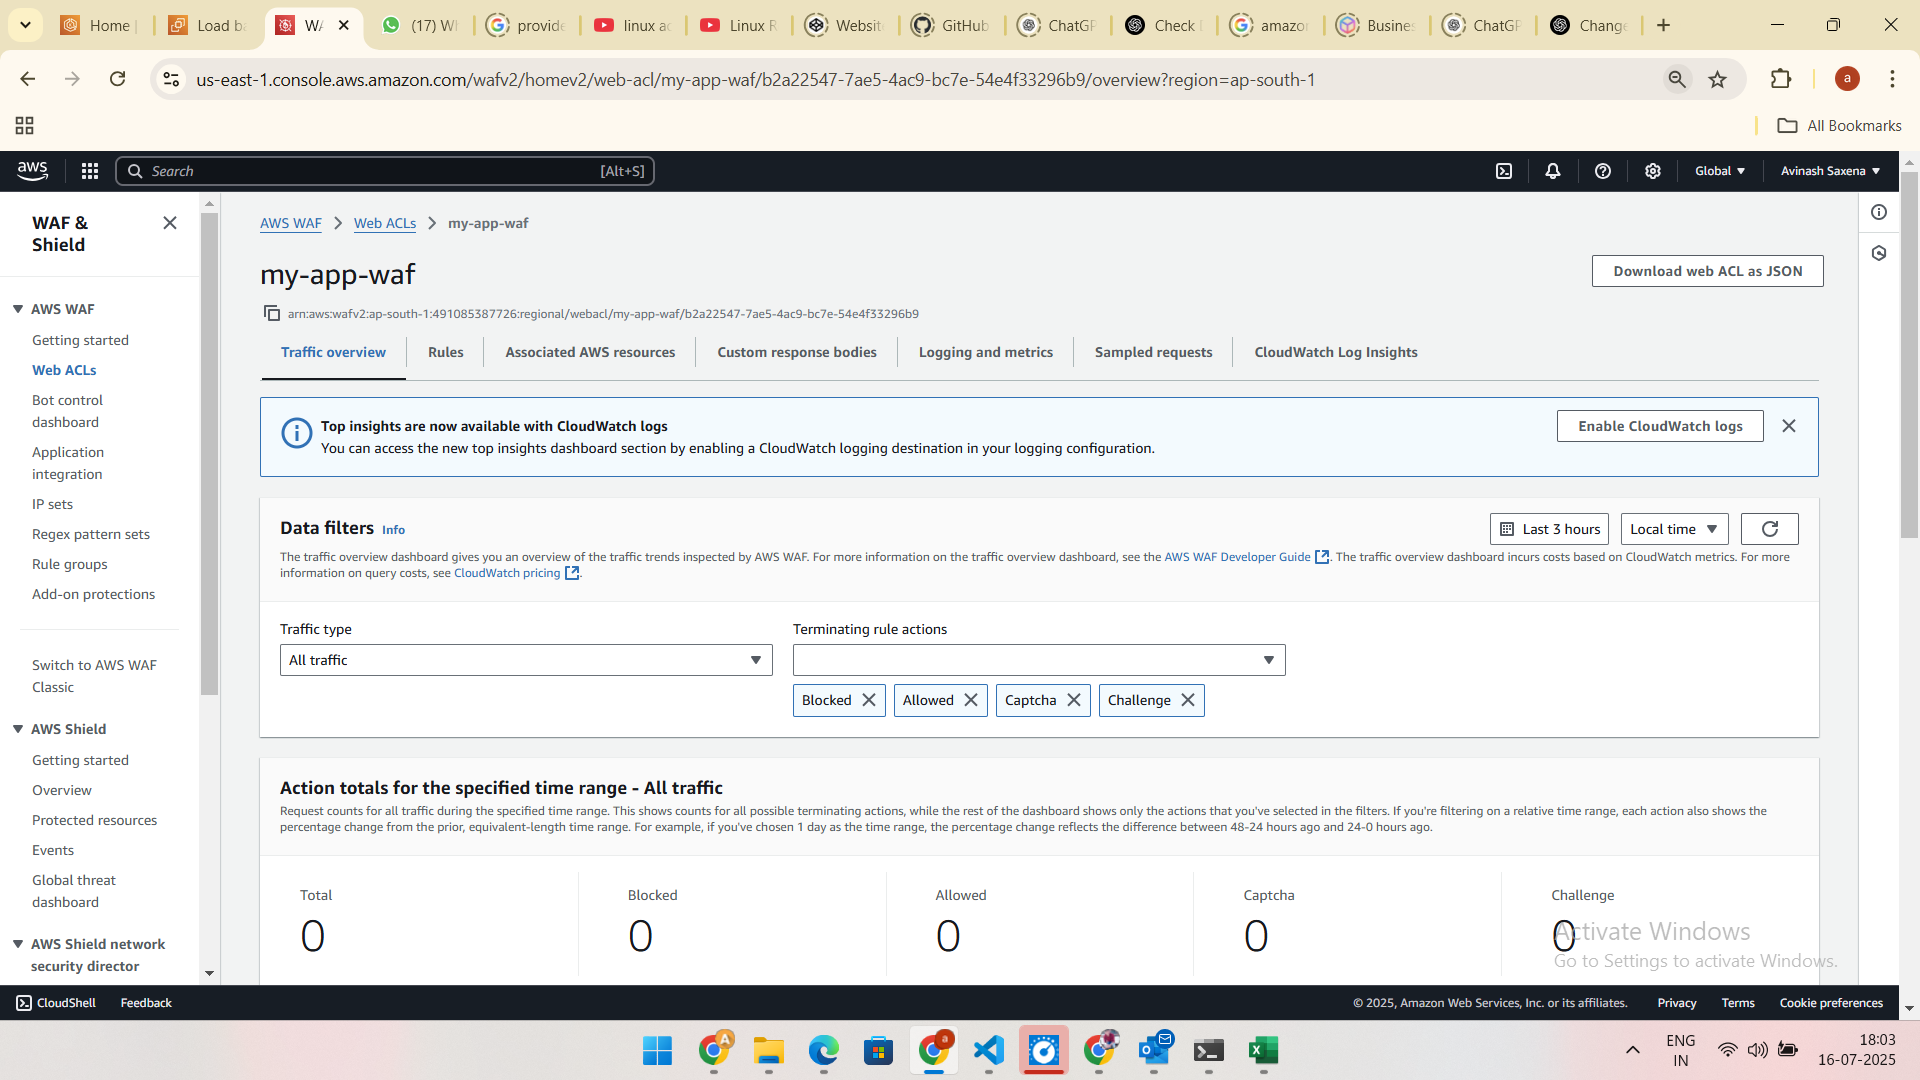 Home |
Load ba
WA
(17) Wh
provide
linux ac
Linux R
Website
GitHub
ChatGP
Check D
amazon
Busines
ChatGP
Change
us-east-1.console.aws.amazon.com/wafv2/homev2/web-acl/my-app-waf/b2a22547-7ae5-4ac9-bc7e-54e4f33296b9/overview?region=ap-south-1
a
All Bookmarks
aws
Search
[Alt+S]
Global
Avinash Saxena
WAF &
Shield
AWS WAF
Getting started
Web ACLs
Bot control
dashboard
Application
integration
IP sets
Regex pattern sets
Rule groups
Add-on protections
Switch to AWS WAF
Classic
AWS Shield
Getting started
Overview
Protected resources
Events
Global threat
dashboard
AWS Shield network
security director
AWS WAF > Web ACLs > my-app-waf
my-app-waf
Download web ACL as JSON
arn:aws:wafv2:ap-south-1:491085387726:regional/webacl/my-app-waf/b2a22547-7ae5-4ac9-bc7e-54e4f33296b9
Traffic overview
Rules
Associated AWS resources
Custom response bodies
Logging and metrics
Sampled requests
CloudWatch Log Insights
Top insights are now available with CloudWatch logs
You can access the new top insights dashboard section by enabling a CloudWatch logging destination in your logging configuration.
Enable CloudWatch logs
Data filters Info
Last 3 hours
Local time
The traffic overview dashboard gives you an overview of the traffic trends inspected by AWS WAF. For more information on the traffic overview dashboard, see the AWS WAF Developer Guide. The traffic overview dashboard incurs costs based on CloudWatch metrics. For more
information on query costs, see CloudWatch pricing.
Traffic type
All traffic
Terminating rule actions
Blocked
Allowed
Captcha
Challenge
Action totals for the specified time range - All traffic
Request counts for all traffic during the specified time range. This shows counts for all possible terminating actions, while the rest of the dashboard shows only the actions that you've selected in the filters. If you're filtering on a relative time range, each action also shows the
percentage change from the prior, equivalent-length time range. For example, if you've chosen 1 day as the time range, the percentage change reflects the difference between 48-24 hours ago and 24-0 hours ago.
Total
0
Blocked
0
Allowed
0
Captcha
0
Challenge
0
Activate Windows
Go to Settings to activate Windows.
CloudShell
Feedback
© 2025, Amazon Web Services, Inc. or its affiliates.
Privacy
Terms
Cookie preferences
ENG
IN
18:03
16-07-2025